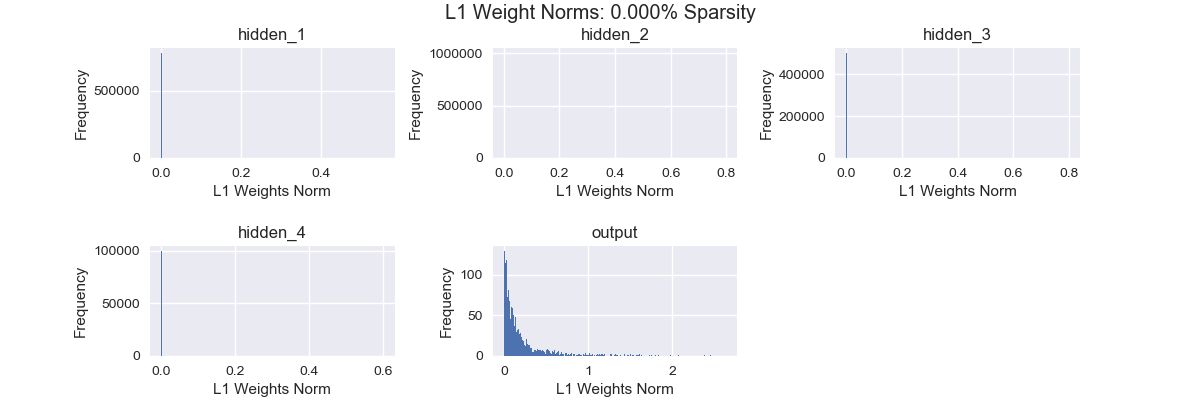 L1 Weight Norms: 0.000% Sparsity
hidden_1
Frequency
500000
0
0.0 0.2 0.4
L1 Weights Norm
hidden_2
Frequency
1000000
500000
0
0.0 0.2 0.4 0.6 0.8
L1 Weights Norm
hidden_3
Frequency
400000
200000
0
0.0 0.2 0.4 0.6 0.8
L1 Weights Norm
hidden_4
Frequency
100000
50000
0
0.0 0.2 0.4 0.6
L1 Weights Norm
output
Frequency
100
50
0
0 1 2
L1 Weights Norm